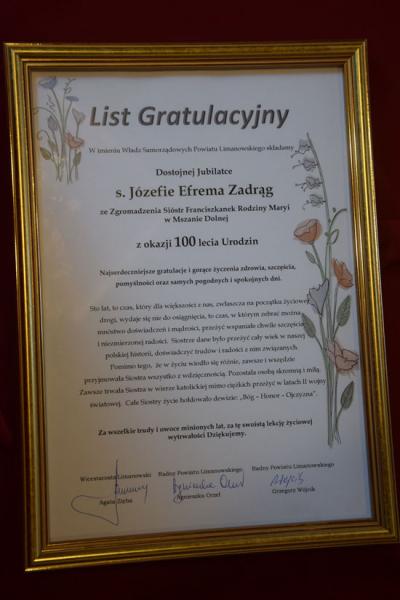 List Gratulacyjny
W imieniu Władz Samorządowych Powiatu Limanowskiego składamy
Dostojnej Jubilatce
s. Józefie Efrema Zadrąg
ze Zgromadzenia Sióstr Franciszkanek Rodziny Maryi
w Mszanie Dolnej
z okazji 100 lecia Urodzin
Najserdeczniejsze gratulacje i gorące życzenia zdrowia, szczęścia,
pomyślności oraz samych pogodnych i spokojnych dni.
Sto lat, to czas, który dla większości z nas, zwłaszcza na początku życiowej
drogi, wydaje się nie do osiągnięcia, to czas, w którym zebrać można
mnóstwo doświadczeń i mądrości, przeżyć wspaniałe chwile szczęścia
i niezmierzonej radości. Siostrze dane było przeżyć cały wiek w naszej
polskiej historii, doświadczyć trudów i radości z nim związanych.
Pomimo tego, że w życiu wiodło się różnie, zawsze i wszędzie
przyjmowała Siostra wszystko z wdzięcznością. Pozostała osobą skromną i miłą.
Zawsze trwała Siostra w wierze katolickiej mimo ciężkich przeżyć w latach II wojny
światowej. Całe Siostry życie hołdowało dewizie: „Bóg – Honor – Ojczyzna”.
Za wszelkie trudy i owoce minionych lat, za tę swoistą lekcję życiowej
wytrwałości Dziękujemy.
Wicestarosta Limanowski Radny Powiatu Limanowskiego Radny Powiatu Limanowskiego
Agata Zięba Agnieszka Orzeł Grzegorz Wójcik